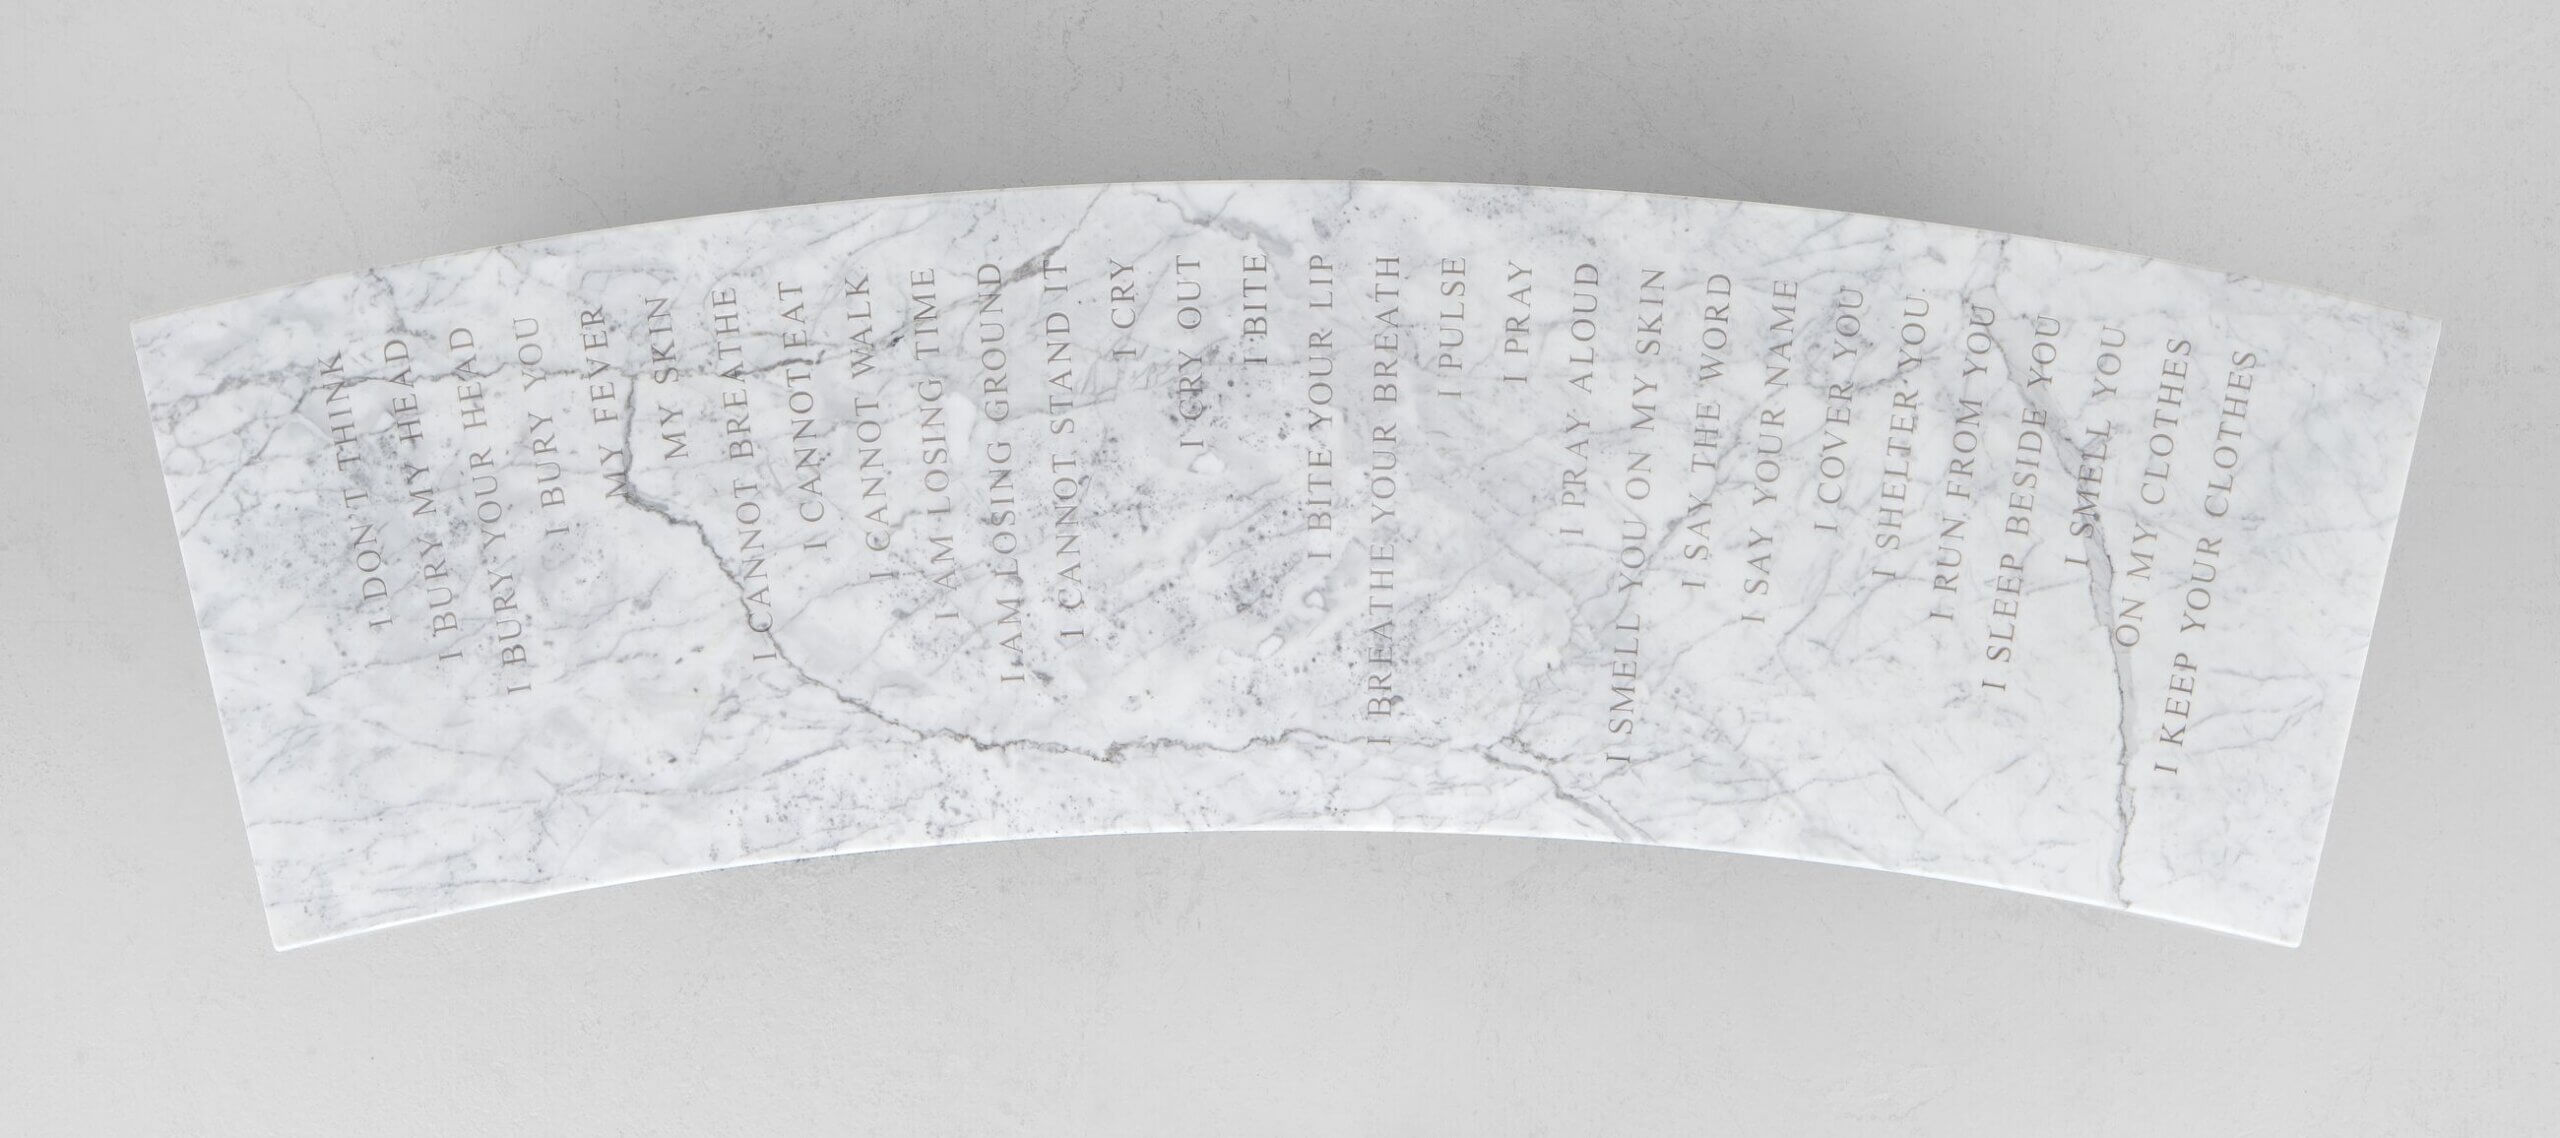 I DON'T THINK
I BURY MY HEAD
I BURY YOUR HEAD
I BURY YOU
MY FEVER
MY SKIN
I CANNOT BREATHE
I CANNOT EAT
I CANNOT WALK
I AM LOSING TIME
I AM LOSING GROUND
I CANNOT STAND IT
I CRY
I CRY OUT
I BITE
I BITE YOUR LIP
I BREATHE YOUR BREATH
I PULSE
I PRAY
I PRAY ALOUD
I SMELL YOU ON MY SKIN
I SAY THE WORD
I SAY YOUR NAME
I COVER YOU
I SHELTER YOU
I RUN FROM YOU
I SLEEP BESIDE YOU
I SMELL YOU
ON MY CLOTHES
I KEEP YOUR CLOTHES